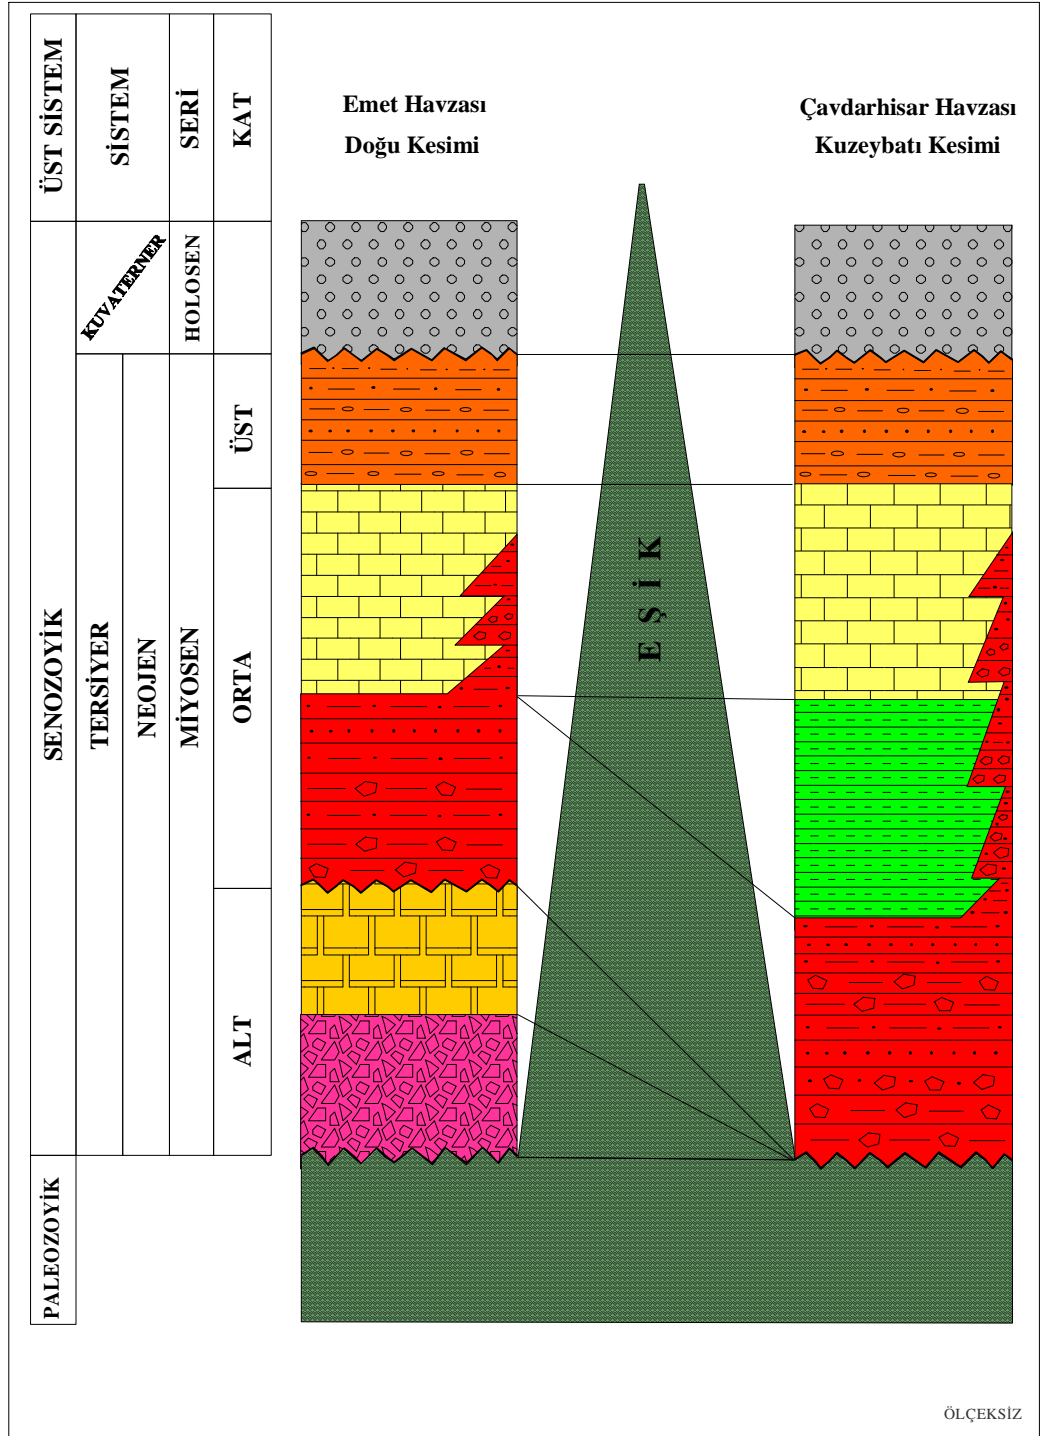 ÜST SİSTEM
SİSTEM
SERİ
KAT
Emet Havzası
Doğu Kesimi
Çavdarhisar Havzası
Kuzeybatı Kesimi
SENOZOYİK
KUVATERNER
HOLOSEN
TERSİYER
NEOJEN
MİYOSEN
ÜST
ORTA
ALT
EŞİK
PALEOZOYİK
ÖLÇEKSİZ